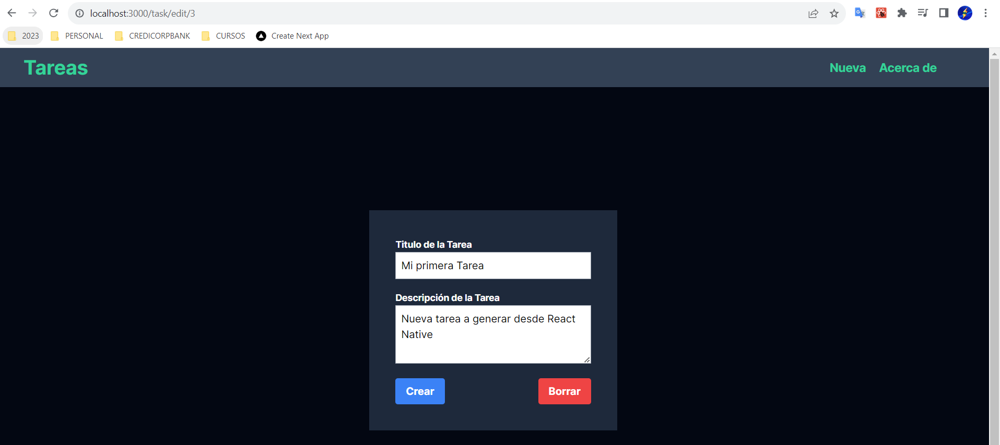 localhost:3000/task/edit/3
2023 PERSONAL CREDICORPBANK CURSOS Create Next App
Tareas Nueva Acerca de
Titulo de la Tarea
Mi primera Tarea
Descripción de la Tarea
Nueva tarea a generar desde React
Native
Crear Borrar